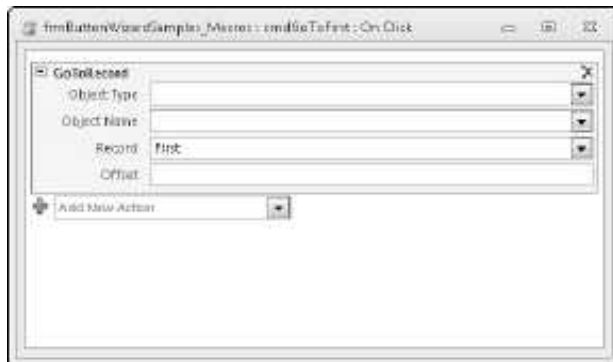 frmButtonWizardSamples_Macros : cmdGoToFirst : On Click
GoToRecord
Object Type
Object Name
Record First
Offset
Add New Action